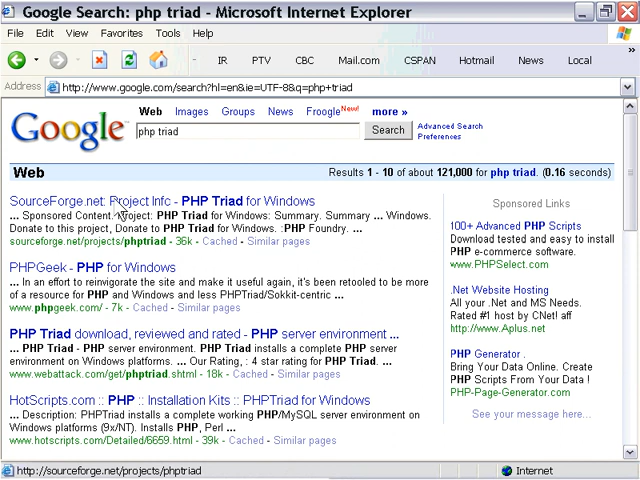 Google Search: php triad - Microsoft Internet Explorer
File Edit View Favorites Tools Help
IR PTV CBC Mail.com CSPAN Hotmail News Local
Address http://www.google.com/search?hl=en&ie=UTF-8&q=php+triad
Google
Web Images Groups News Froogle New! more »
php triad Search Advanced Search
Preferences
Web Results 1 - 10 of about 121,000 for php triad. (0.16 seconds)
SourceForge.net: Project Info - PHP Triad for Windows
... Sponsored Content. Project: PHP Triad for Windows: Summary. Summary ... Windows.
Donate to this project, Donate to PHP Triad for Windows. :PHP Foundry. ...
sourceforge.net/projects/phptriad - 36k - Cached - Similar pages
PHPGeek - PHP for Windows
... In an effort to reinvigorate the site and make it useful again, it's been retooled to be more
of a resource for PHP and Windows and less PHPTriad/Sokkit-centric ...
www.phpgeek.com/ - 7k - Cached - Similar pages
PHP Triad download, reviewed and rated - PHP server environment ...
... PHP Triad - PHP server environment. PHP Triad installs a complete PHP server
environment on Windows platforms. ... Our Rating, : 4 star rating for PHP Triad. ...
www.webattack.com/get/phptriad.shtml - 18k - Cached - Similar pages
HotScripts.com :: PHP :: Installation Kits :: PHPTriad for Windows
... Description: PHPTriad installs a complete working PHP/MySQL server environment on
Windows platforms (9x/NT). Installs PHP, Perl ...
www.hotscripts.com/Detailed/6659.html - 39k - Cached - Similar pages
Sponsored Links
100+ Advanced PHP Scripts
Download tested and easy to install
PHP e-commerce software.
www.PHPSelect.com
.Net Website Hosting
All your .Net and MS Needs.
Rated #1 host by CNet! aff
http://www.Aplus.net
PHP Generator .
Bring Your Data Online. Create
PHP Scripts From Your Data !
PHP-Page-Generator.com
See your message here...
http://sourceforge.net/projects/phptriad Internet